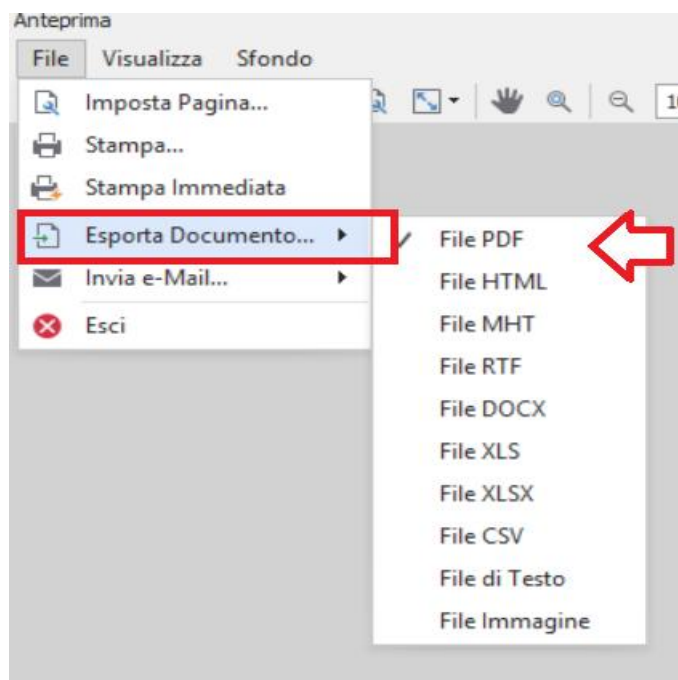 Anteprima
File Visualizza Sfondo
Imposta Pagina...
Stampa...
Stampa Immediata
Esporta Documento...
Invia e-Mail...
Esci
File PDF
File HTML
File MHT
File RTF
File DOCX
File XLS
File XLSX
File CSV
File di Testo
File Immagine